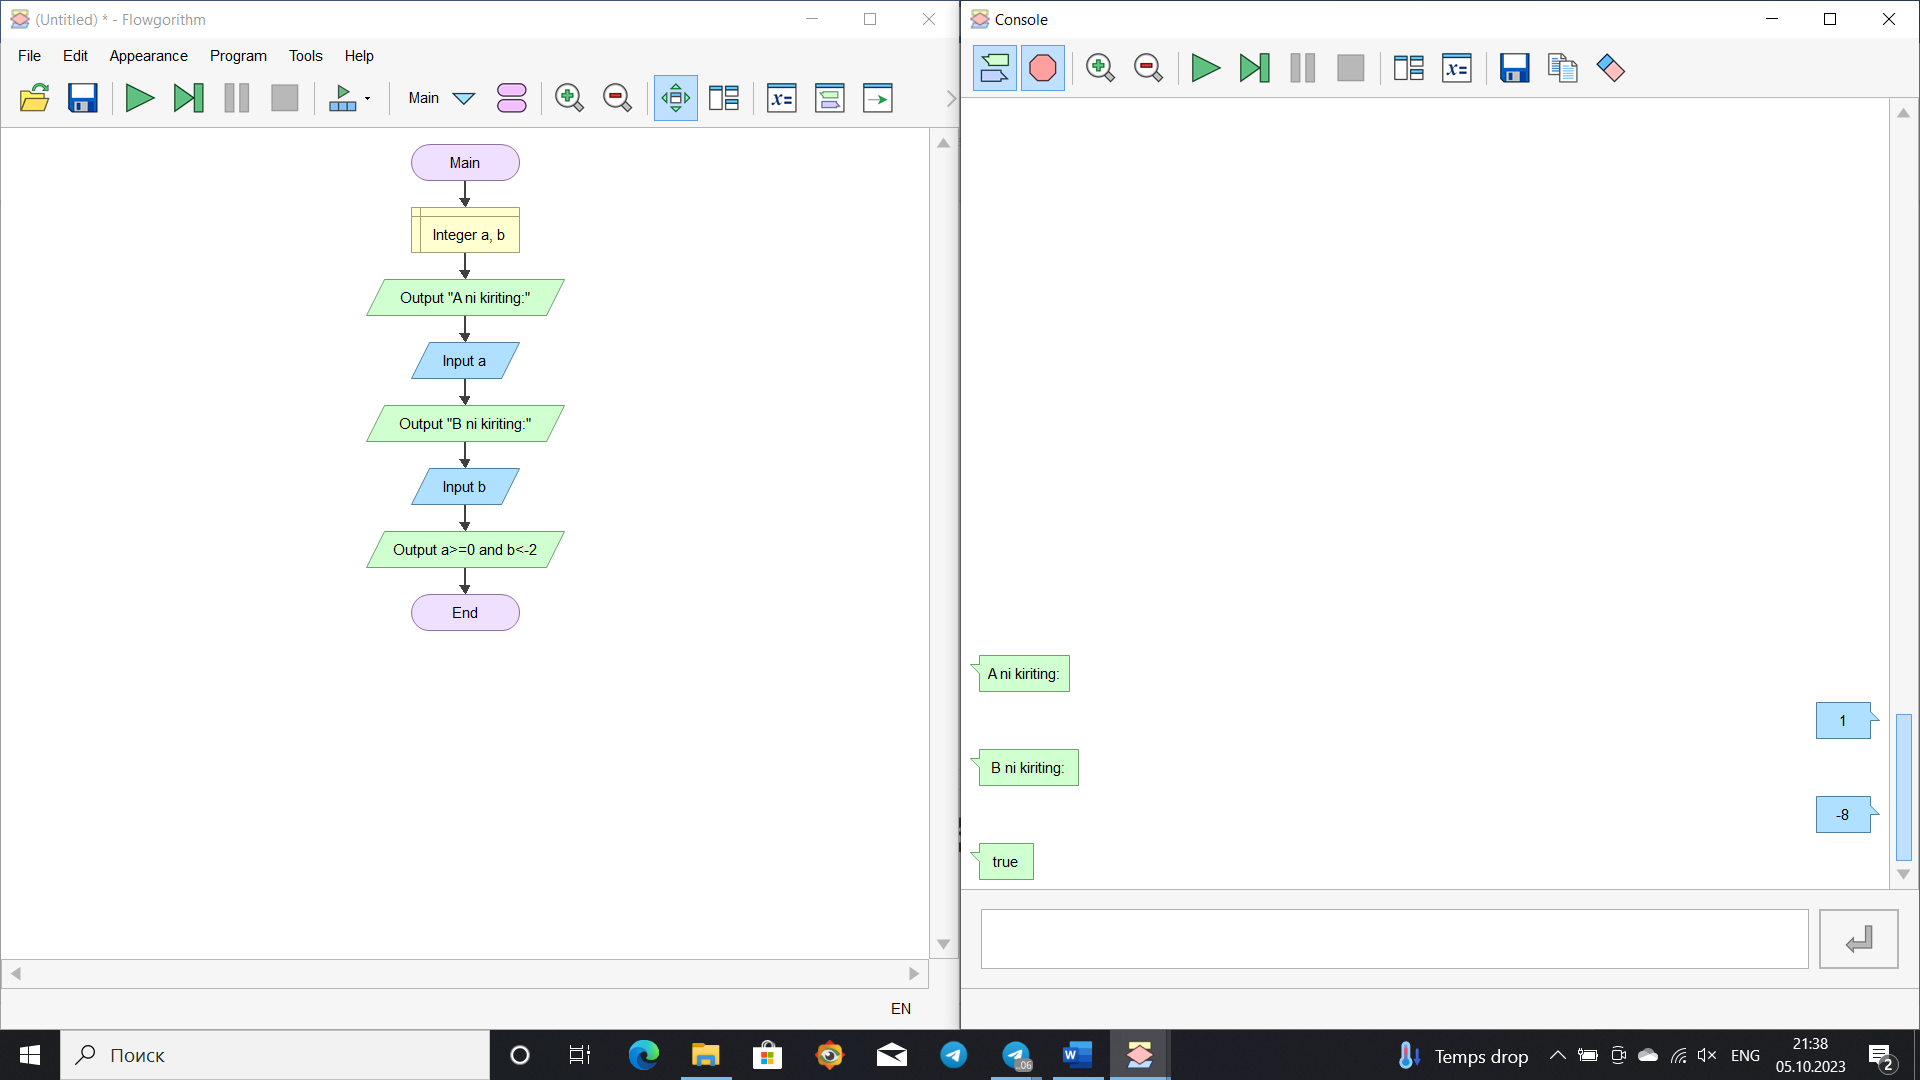 (Untitled) * - Flowgorithm
File Edit Appearance Program Tools Help
Main
Main
Integer a, b
Output "A ni kiriting:"
Input a
Output "B ni kiriting:"
Input b
Output a>=0 and b<-2
End
EN
Console
x=
x=
A ni kiriting:
1
B ni kiriting:
-8
true
Поиск
..06
Temps drop
ENG
21:38
05.10.2023
2